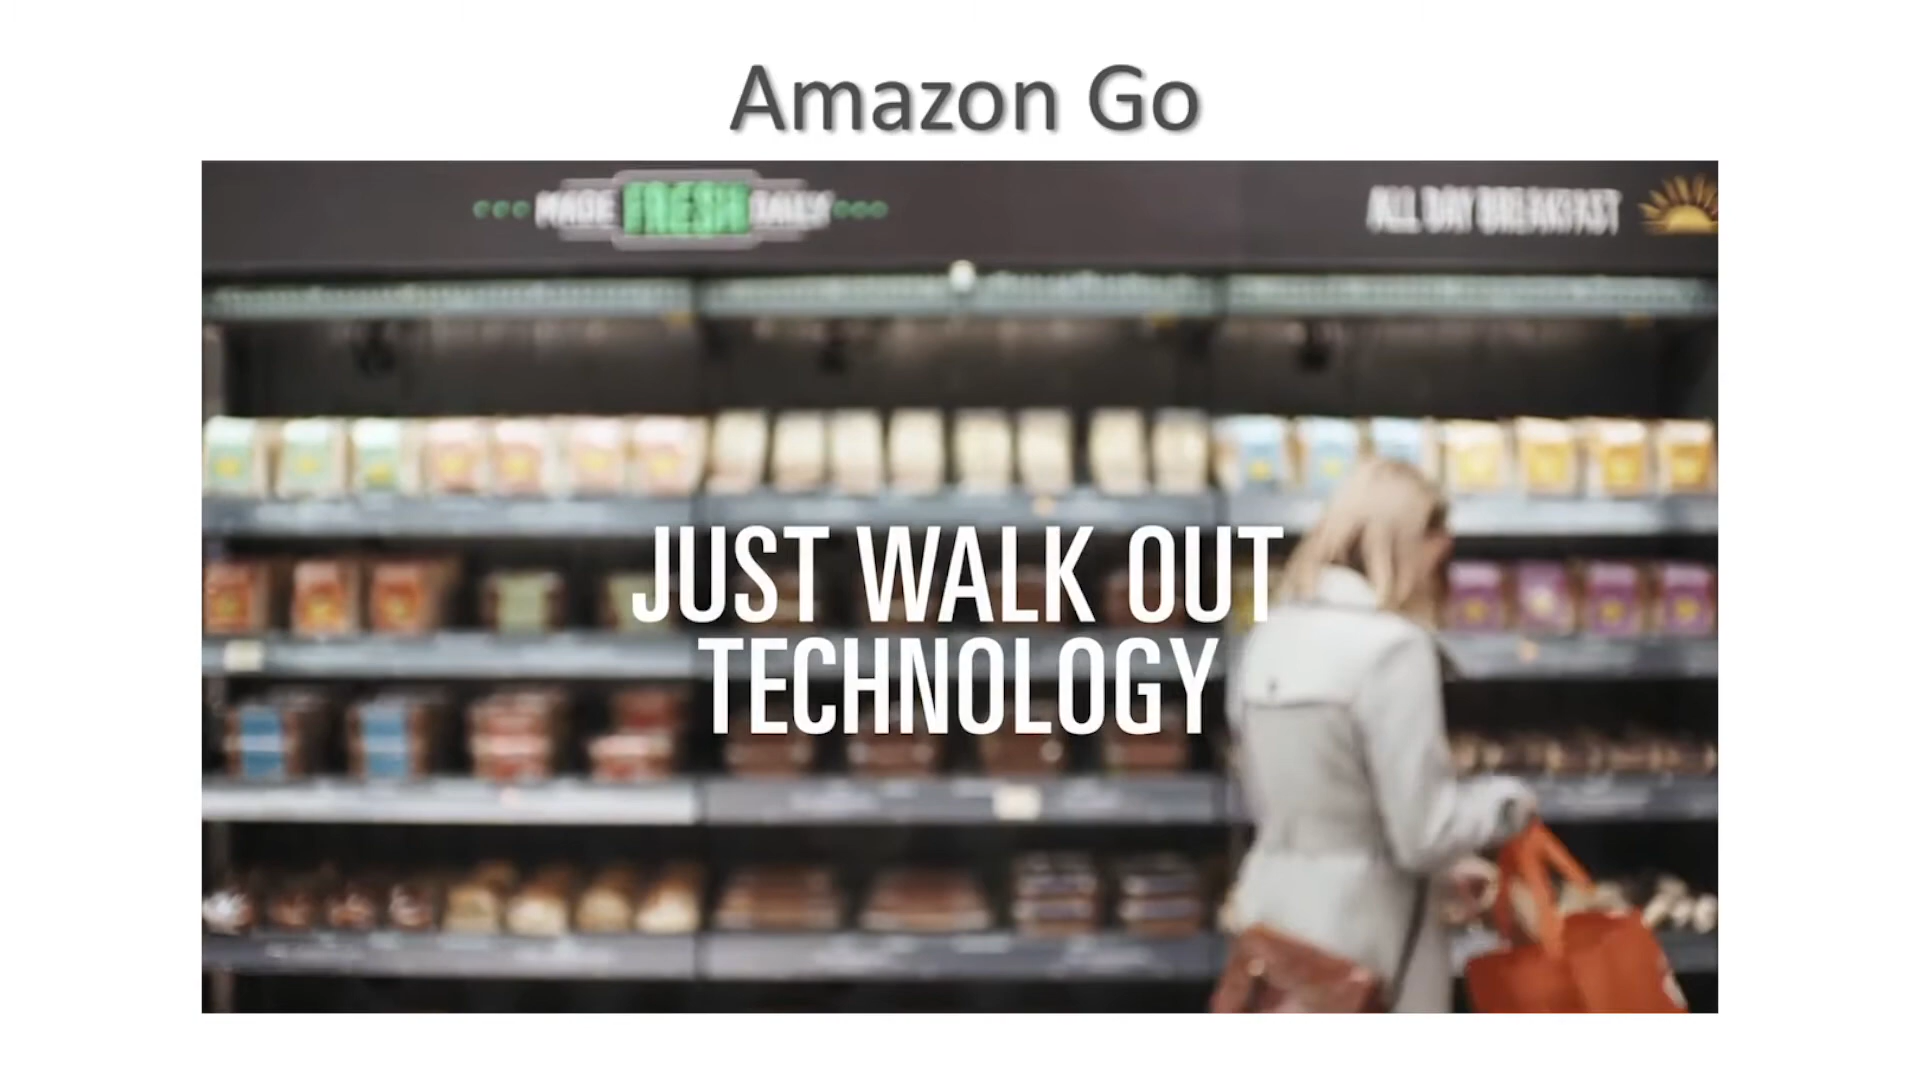 Amazon Go
MADE FRESH DAILY
ALL DAY BREAKFAST
JUST WALK OUT
TECHNOLOGY